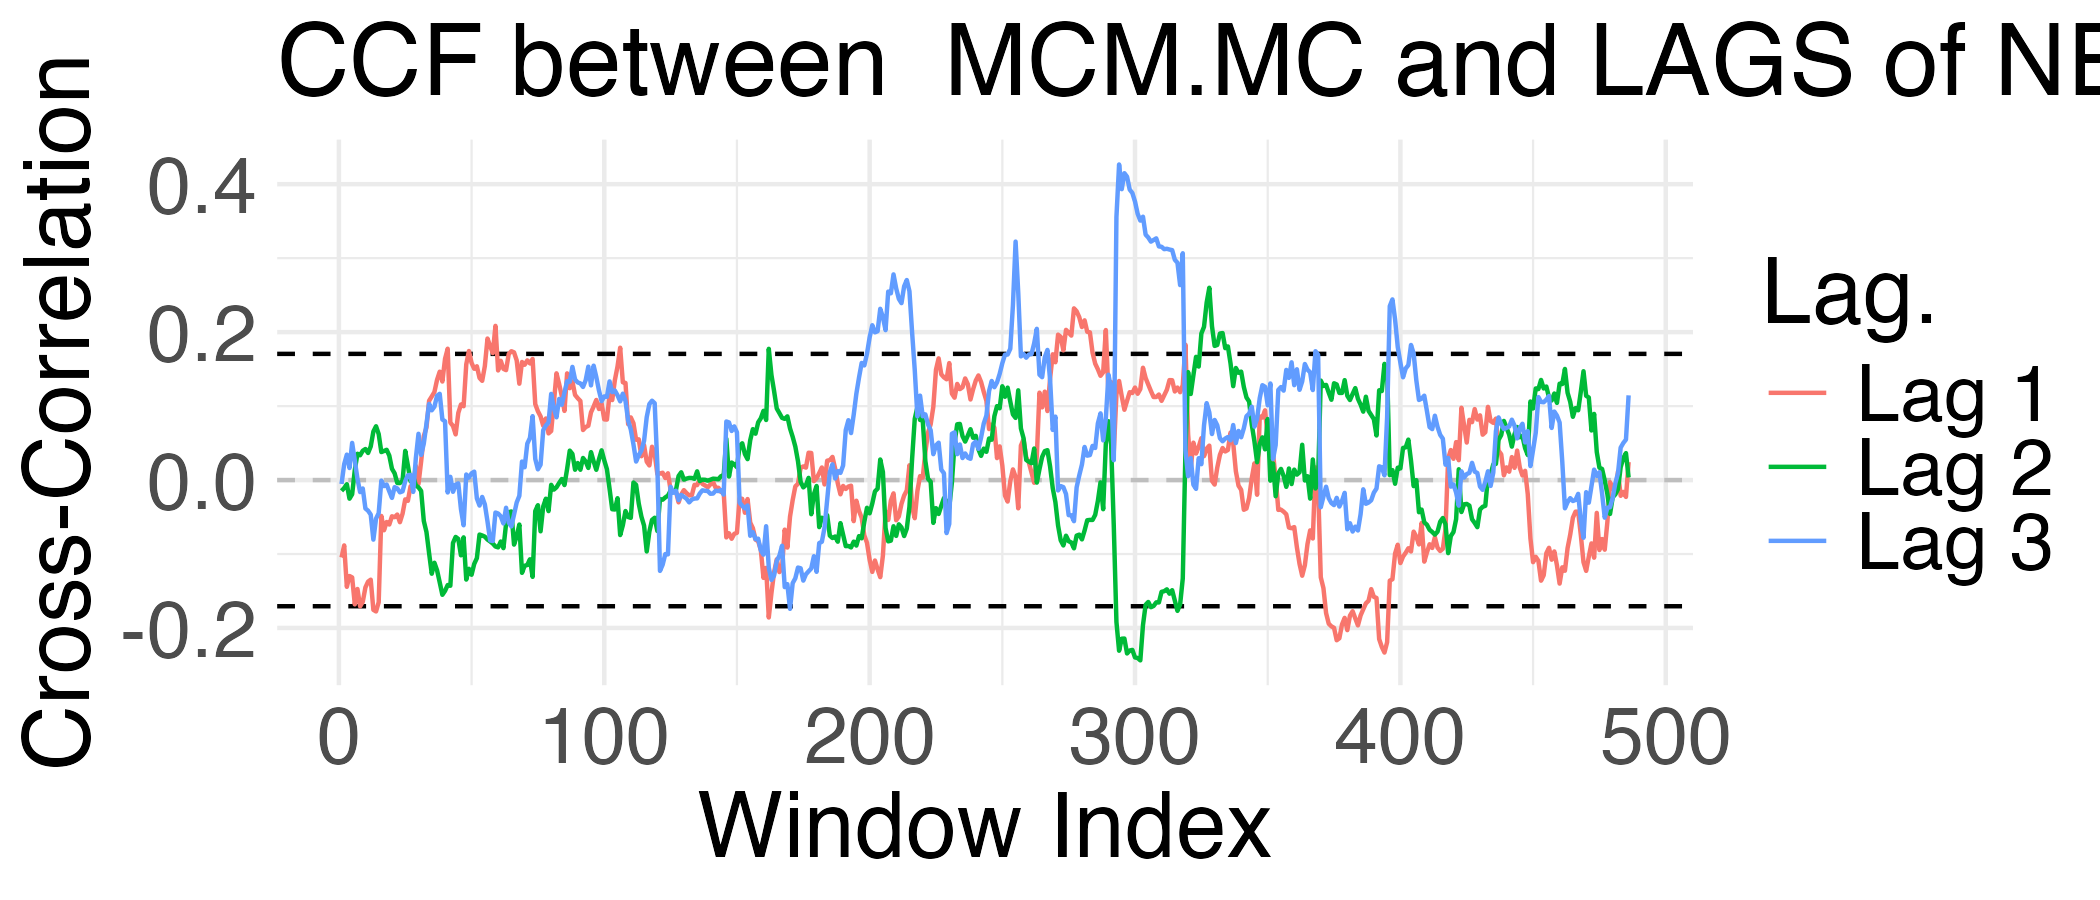 CCF between  MCM.MC and LAGS of NE
Cross-Correlation
0.4
0.2
0.0
-0.2
0
100
200
300
400
500
Window Index
Lag.
Lag 1
Lag 2
Lag 3